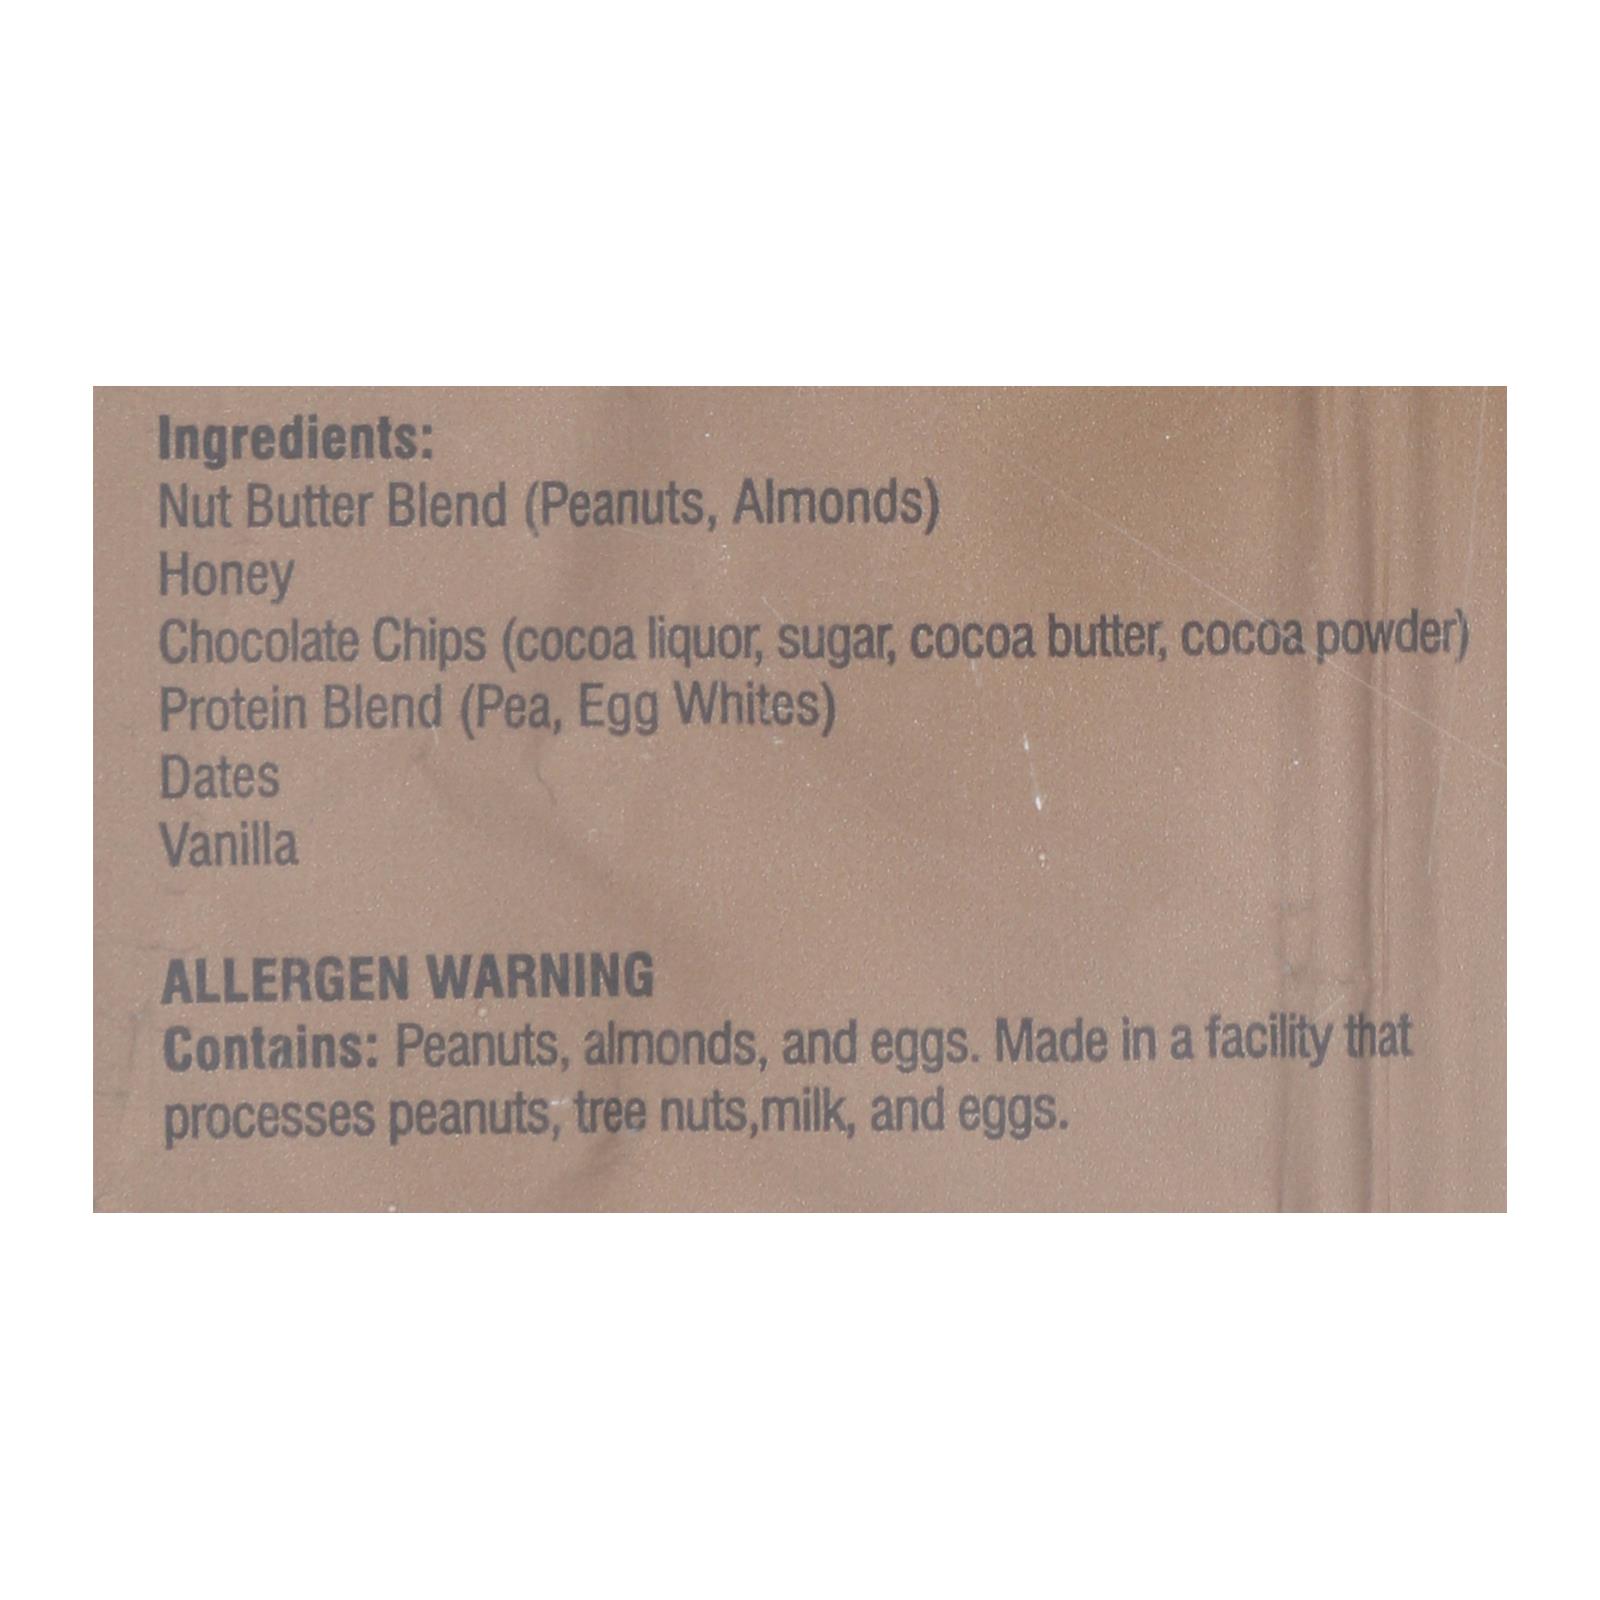 Ingredients:
Nut Butter Blend (Peanuts, Almonds)
Honey
Chocolate Chips (cocoa liquor, sugar, cocoa butter, cocoa powder)
Protein Blend (Pea, Egg Whites)
Dates
Vanilla
ALLERGEN WARNING
Contains: Peanuts, almonds, and eggs. Made in a facility that
processes peanuts, tree nuts,milk, and eggs.